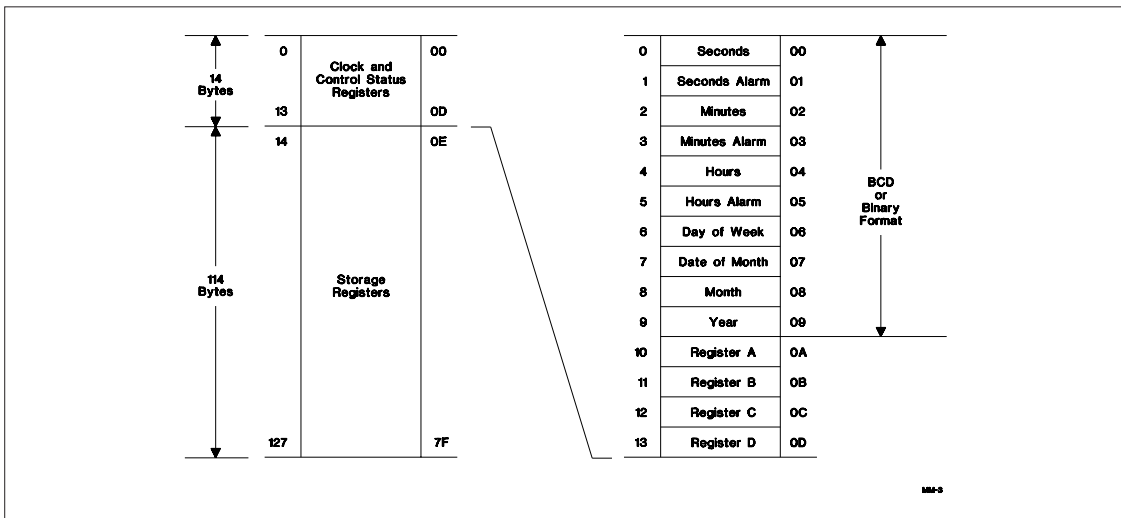 14
Bytes
114
Bytes
0 Clock and Control Status Registers 00
13 0D
14 Storage Registers 0E
127 7F
0 Seconds 00
1 Seconds Alarm 01
2 Minutes 02
3 Minutes Alarm 03
4 Hours 04
5 Hours Alarm 05
6 Day of Week 06
7 Date of Month 07
8 Month 08
9 Year 09
10 Register A 0A
11 Register B 0B
12 Register C 0C
13 Register D 0D
BCD
or
Binary
Format
MM-3